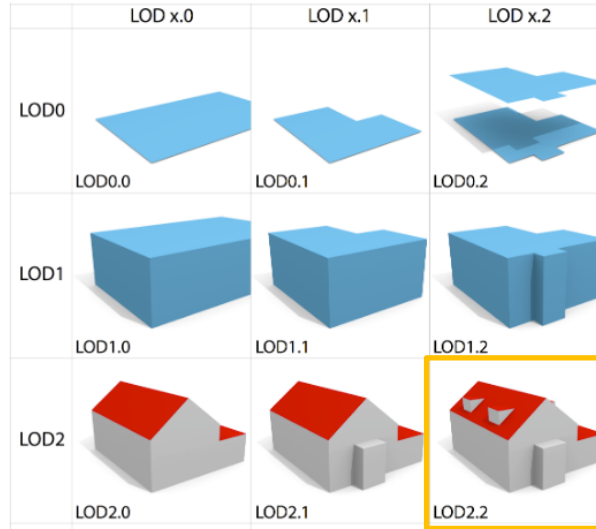 LOD x.0 LOD x.1 LOD x.2
LOD0
LOD0.0 LOD0.1 LOD0.2
LOD1
LOD1.0 LOD1.1 LOD1.2
LOD2
LOD2.0 LOD2.1 LOD2.2